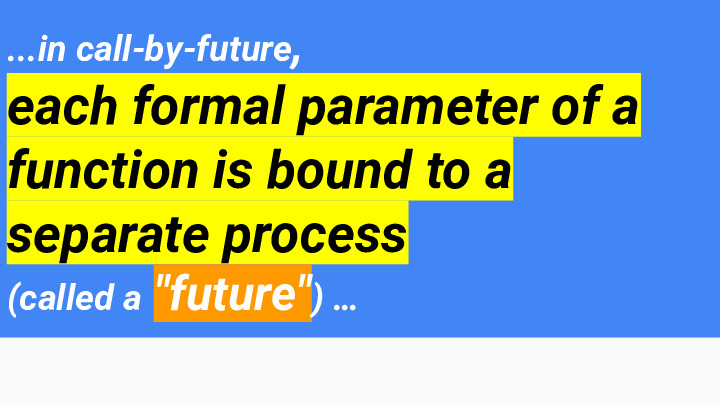 ...in call-by-future,
each formal parameter of a
function is bound to a
separate process
(called a "future") ...